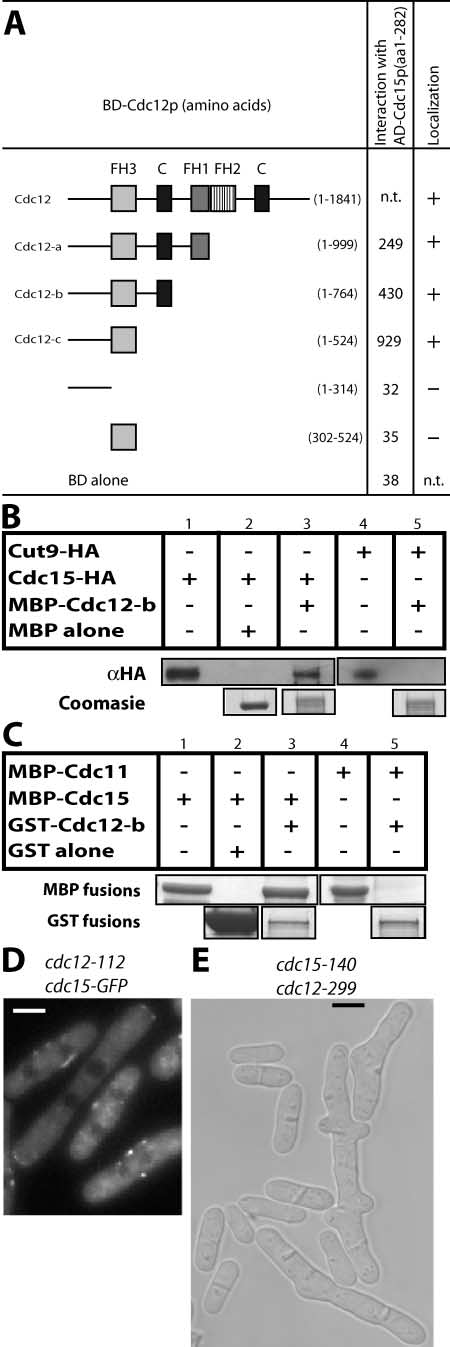 A
BD-Cdc12p (amino acids)
Interaction with
AD-Cdc15p(aa1-282)
Localization
FH3 C FH1 FH2 C
Cdc12 (1-1841) n.t. +
Cdc12-a (1-999) 249 +
Cdc12-b (1-764) 430 +
Cdc12-c (1-524) 929 +
(1-314) 32 −
(302-524) 35 −
BD alone 38 n.t.
B
1 2 3 4 5
Cut9-HA - - - + +
Cdc15-HA + + + - -
MBP-Cdc12-b - - + - +
MBP alone - + - - -
αHA
Coomasie
C
1 2 3 4 5
MBP-Cdc11 - - - + +
MBP-Cdc15 + + + - -
GST-Cdc12-b - - + - +
GST alone - + - - -
MBP fusions
GST fusions
D
cdc12-112
cdc15-GFP
E
cdc15-140
cdc12-299